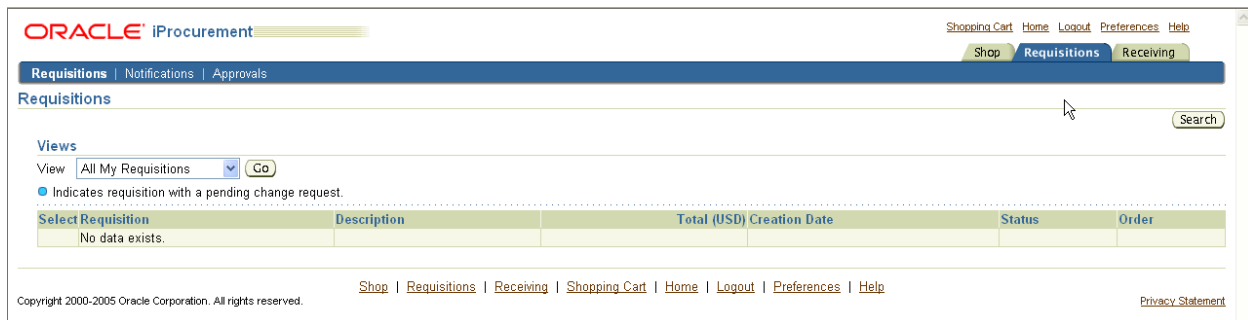 ORACLE iProcurement
Shopping Cart Home Logout Preferences Help
Shop Requisitions Receiving
Requisitions | Notifications | Approvals
Requisitions
Search
Views
View All My Requisitions Go
Indicates requisition with a pending change request.
Select Requisition Description Total (USD) Creation Date Status Order
No data exists.
Shop | Requisitions | Receiving | Shopping Cart | Home | Logout | Preferences | Help
Copyright 2000-2005 Oracle Corporation. All rights reserved. Privacy Statement